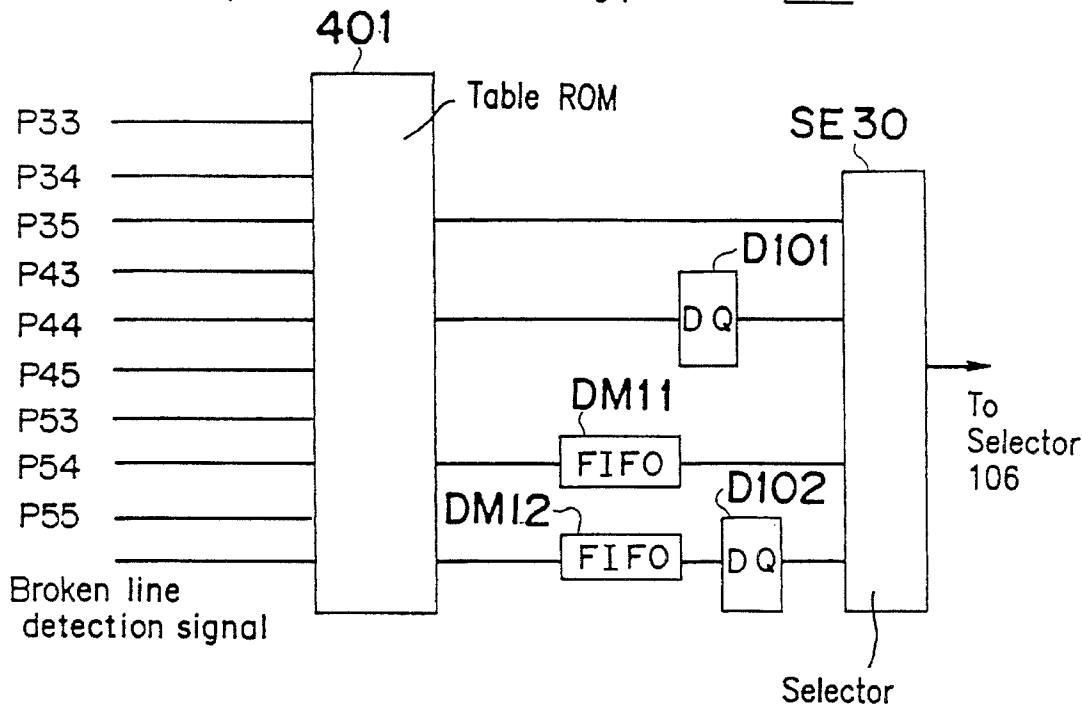 401
Table ROM
SE30
P33
P34
P35
P43
P44
P45
P53
P54
P55
Broken line
detection signal
D101
D Q
DM11
FIFO
DM12
FIFO
D102
D Q
To
Selector
106
Selector